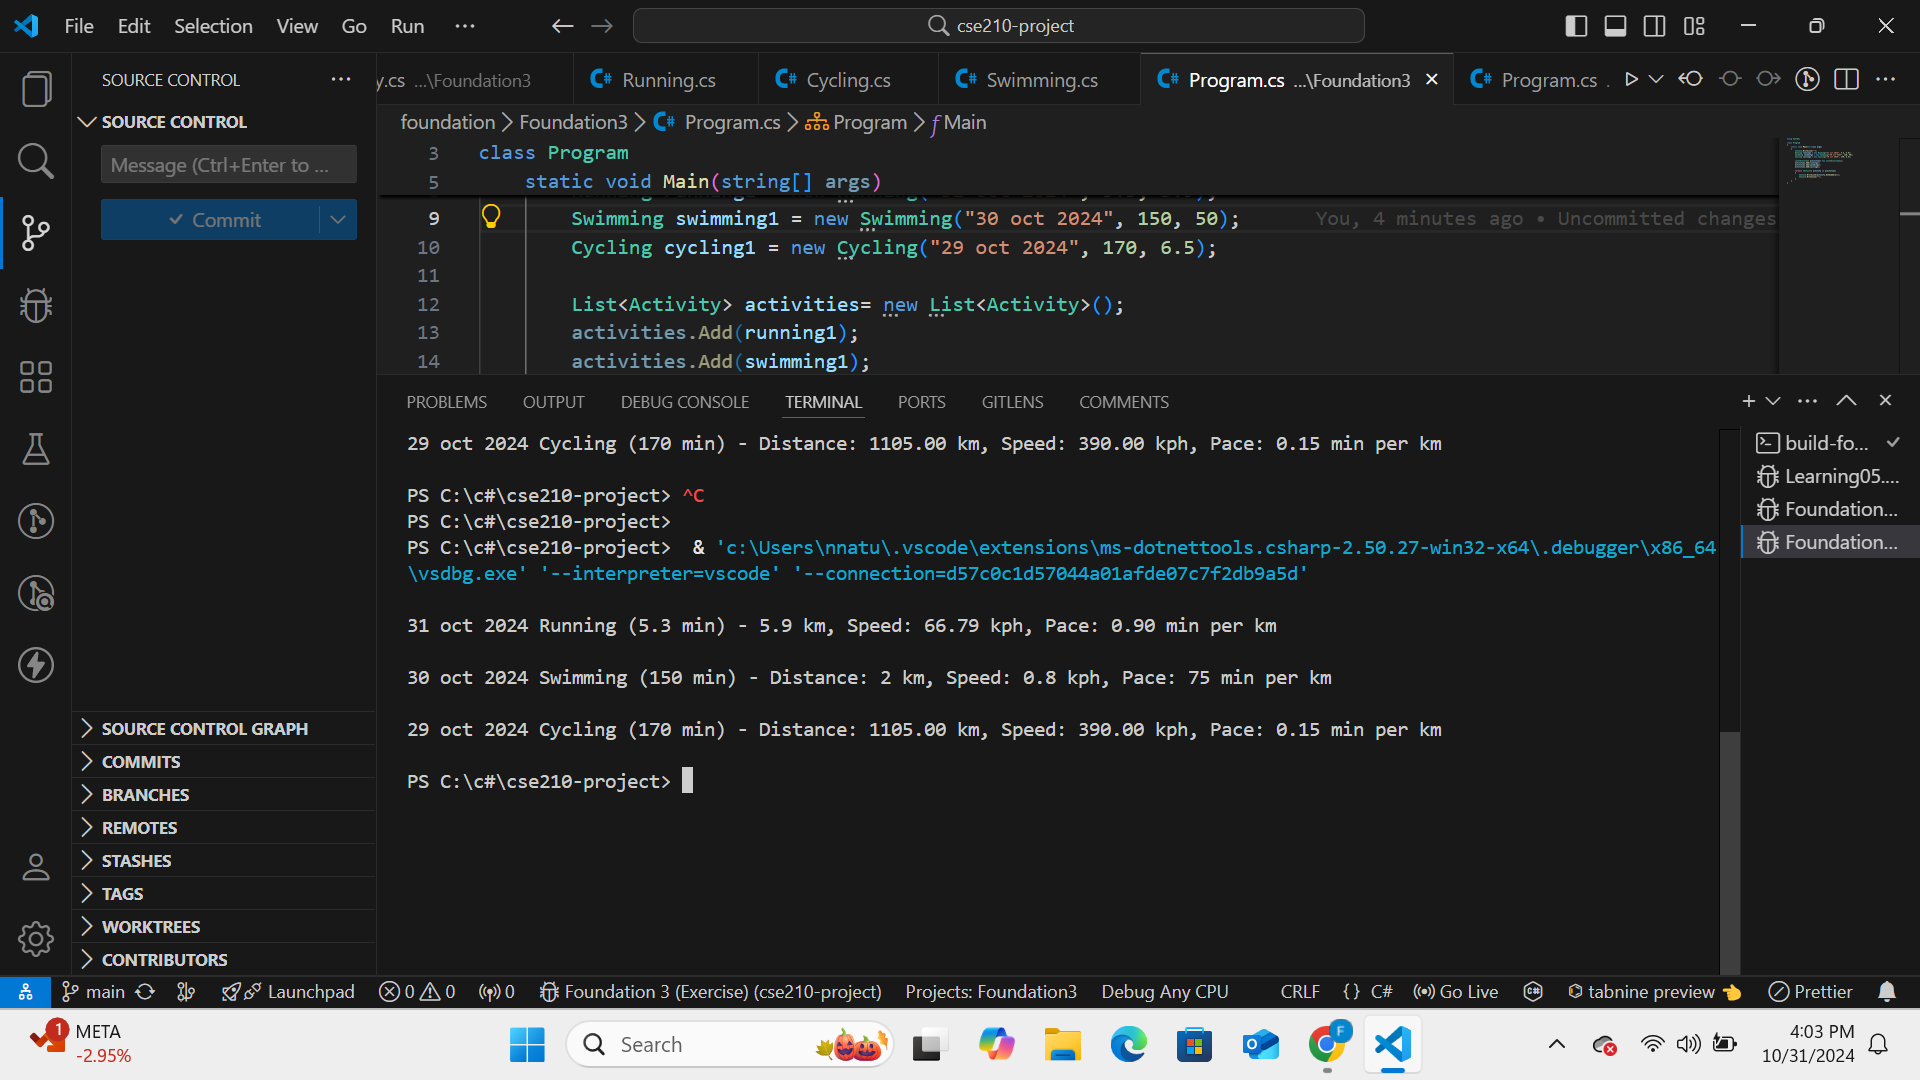 File Edit Selection View Go Run ···
cse210-project
SOURCE CONTROL ···
y.cs ...\Foundation3
Running.cs
Cycling.cs
Swimming.cs
Program.cs ...\Foundation3
Program.cs .
SOURCE CONTROL
Message (Ctrl+Enter to ...
Commit
foundation > Foundation3 > Program.cs > Program > Main
3 class Program
5 static void Main(string[] args)
9 Swimming swimming1 = new Swimming("30 oct 2024", 150, 50); You, 4 minutes ago • Uncommitted changes
10 Cycling cycling1 = new Cycling("29 oct 2024", 170, 6.5);
11
12 List<Activity> activities= new List<Activity>();
13 activities.Add(running1);
14 activities.Add(swimming1);
PROBLEMS OUTPUT DEBUG CONSOLE TERMINAL PORTS GITLENS COMMENTS
29 oct 2024 Cycling (170 min) - Distance: 1105.00 km, Speed: 390.00 kph, Pace: 0.15 min per km
PS C:\c#\cse210-project> ^C
PS C:\c#\cse210-project>
PS C:\c#\cse210-project> & 'c:\Users\nnatu\.vscode\extensions\ms-dotnettools.csharp-2.50.27-win32-x64\.debugger\x86_64
\vsdbg.exe' '--interpreter=vscode' '--connection=d57c0c1d57044a01afde07c7f2db9a5d'
31 oct 2024 Running (5.3 min) - 5.9 km, Speed: 66.79 kph, Pace: 0.90 min per km
30 oct 2024 Swimming (150 min) - Distance: 2 km, Speed: 0.8 kph, Pace: 75 min per km
29 oct 2024 Cycling (170 min) - Distance: 1105.00 km, Speed: 390.00 kph, Pace: 0.15 min per km
PS C:\c#\cse210-project>
build-fo...
Learning05....
Foundation...
Foundation...
SOURCE CONTROL GRAPH
COMMITS
BRANCHES
REMOTES
STASHES
TAGS
WORKTREES
CONTRIBUTORS
main Launchpad 0 0 0 Foundation 3 (Exercise) (cse210-project) Projects: Foundation3 Debug Any CPU CRLF {} C# Go Live tabnine preview Prettier
1
META
-2.95%
Search
F
4:03 PM
10/31/2024